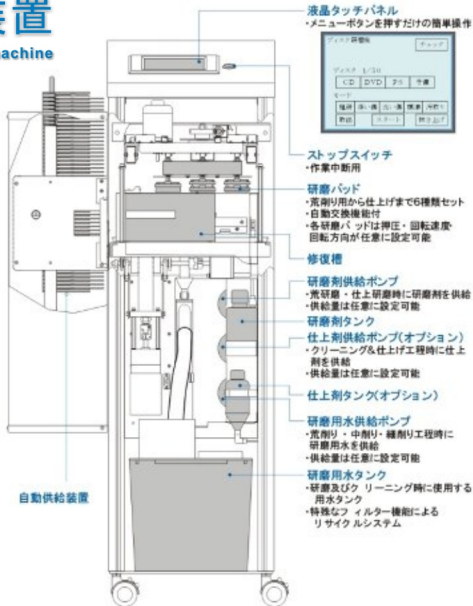 装置
machine
液晶タッチパネル
・メニューボタンを押すだけの簡単操作
ディスク研磨機
チェック
ディスク 1/50
CD DVD PS 予備
モード
スタート
ストップスイッチ
・作業中断用
研磨パッド
・荒削り用から仕上げまで6種類セット
・自動交換機能付
・各研磨パッドは押圧・回転速度・
回転方向が任意に設定可能
修復槽
研磨剤供給ポンプ
・荒研磨・仕上研磨時に研磨剤を供給
・供給量は任意に設定可能
研磨剤タンク
仕上剤供給ポンプ(オプション)
・クリーニング&仕上げ工程時に仕上
剤を供給
・供給量は任意に設定可能
仕上剤タンク(オプション)
研磨用水供給ポンプ
・荒削り・中削り・細削り工程時に
研磨用水を供給
・供給量は任意に設定可能
研磨用水タンク
・研磨及びクリーニング時に使用する
用水タンク
・特殊なフィルター機能による
リサイクルシステム
自動供給装置